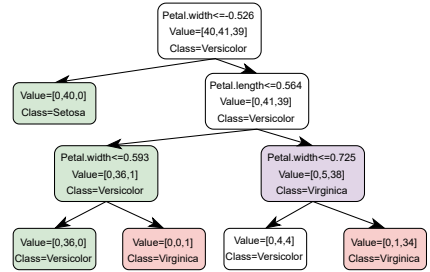 Petal.width<=-0.526
Value=[40,41,39]
Class=Versicolor
Value=[0,40,0]
Class=Setosa
Petal.length<=0.564
Value=[0,41,39]
Class=Versicolor
Petal.width<=0.593
Value=[0,36,1]
Class=Versicolor
Petal.width<=0.725
Value=[0,5,38]
Class=Virginica
Value=[0,36,0]
Class=Versicolor
Value=[0,0,1]
Class=Virginica
Value=[0,4,4]
Class=Versicolor
Value=[0,1,34]
Class=Virginica